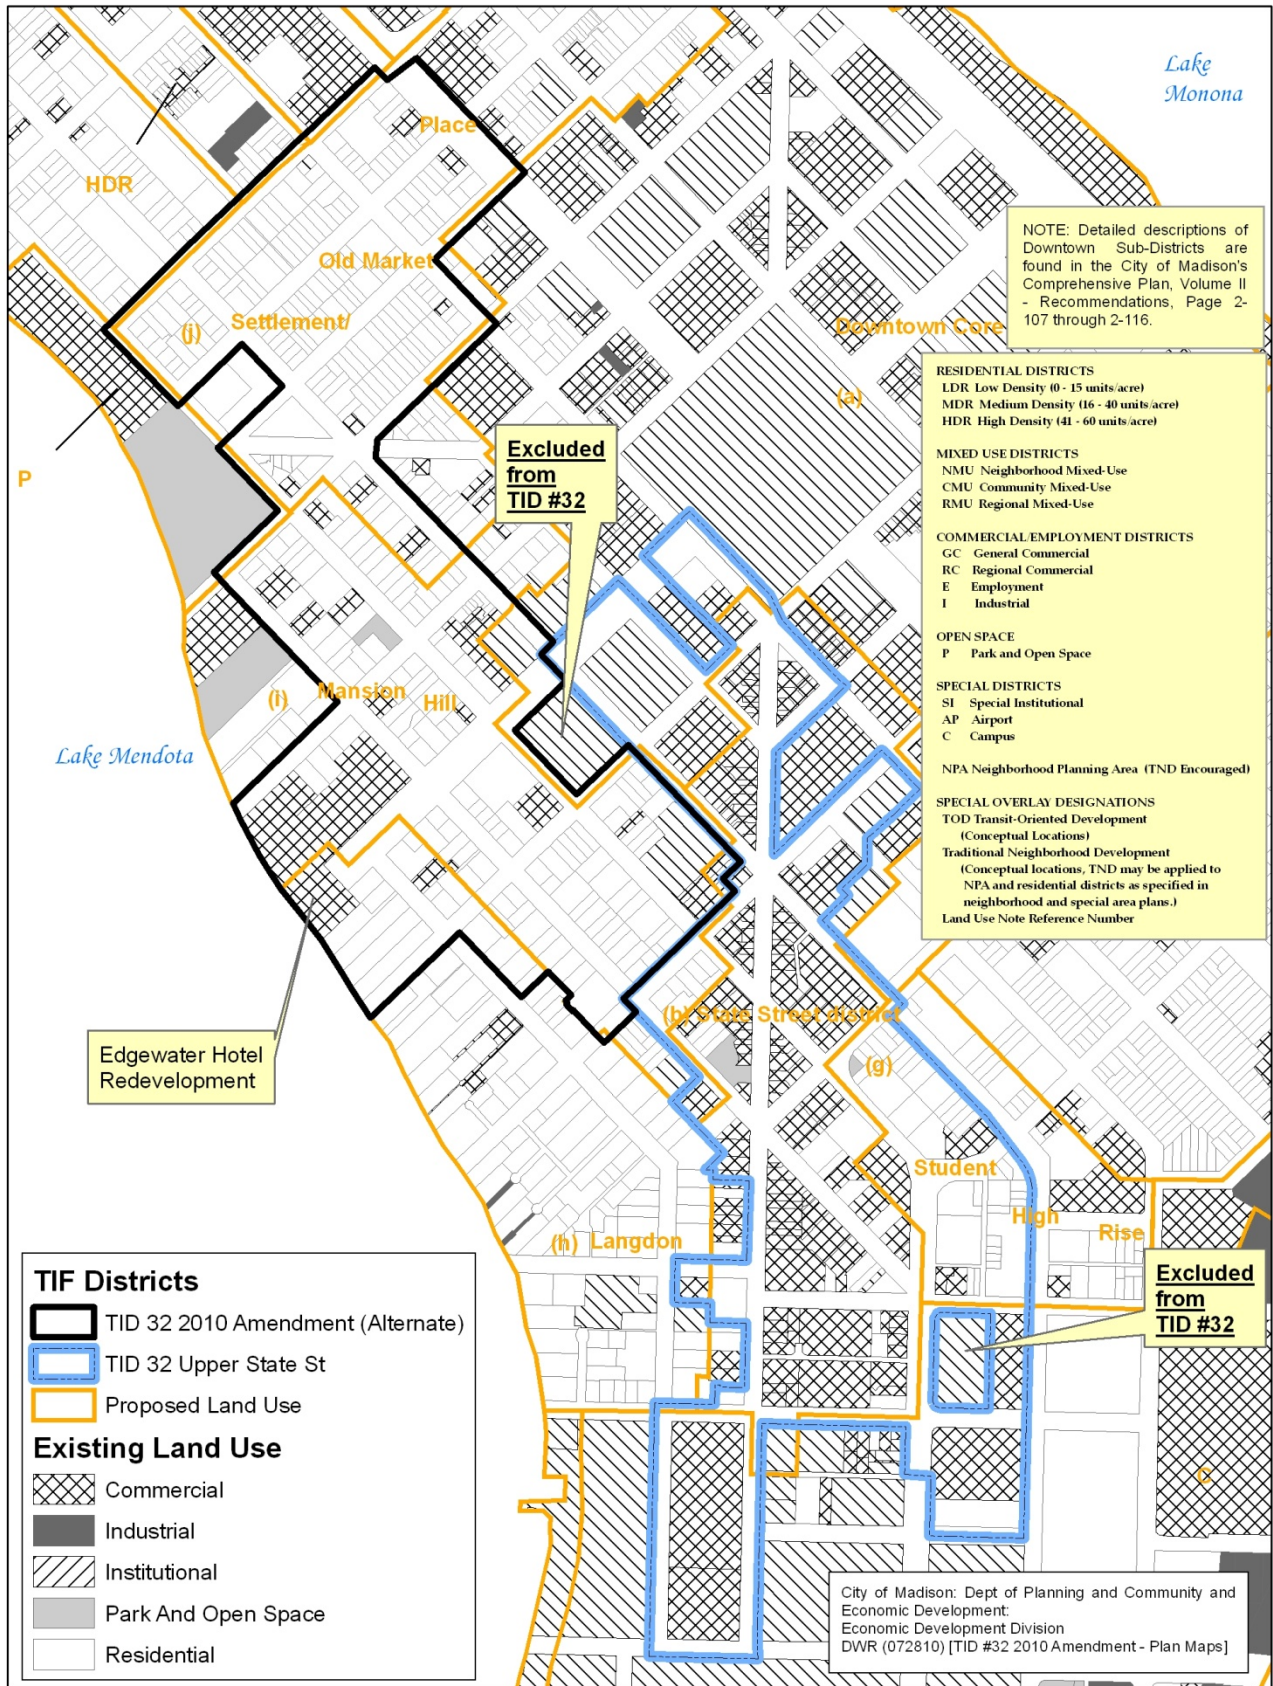 Lake
Monona
Place
HDR
NOTE: Detailed descriptions of
Downtown Sub-Districts are
found in the City of Madison's
Comprehensive Plan, Volume II
- Recommendations, Page 2-
107 through 2-116.
Old Market
(j)
Settlement/
Downtown Core
(a)
RESIDENTIAL DISTRICTS
LDR Low Density (0 - 15 units/acre)
MDR Medium Density (16 - 40 units/acre)
HDR High Density (41 - 60 units/acre)
MIXED USE DISTRICTS
NMU Neighborhood Mixed-Use
CMU Community Mixed-Use
RMU Regional Mixed-Use
COMMERCIAL/EMPLOYMENT DISTRICTS
GC General Commercial
RC Regional Commercial
E Employment
I Industrial
OPEN SPACE
P Park and Open Space
SPECIAL DISTRICTS
SI Special Institutional
AP Airport
C Campus
NPA Neighborhood Planning Area (TND Encouraged)
SPECIAL OVERLAY DESIGNATIONS
TOD Transit-Oriented Development
(Conceptual Locations)
Traditional Neighborhood Development
(Conceptual locations, TND may be applied to
NPA and residential districts as specified in
neighborhood and special area plans.)
Land Use Note Reference Number
Excluded
from
TID #32
P
(i)
Mansion
Hill
Lake Mendota
(b) State Street district
Edgewater Hotel
Redevelopment
(g)
Student
High
Rise
(h) Langdon
Excluded
from
TID #32
C
TIF Districts
TID 32 2010 Amendment (Alternate)
TID 32 Upper State St
Proposed Land Use
Existing Land Use
Commercial
Industrial
Institutional
Park And Open Space
Residential
City of Madison: Dept of Planning and Community and
Economic Development:
Economic Development Division
DWR (072810) [TID #32 2010 Amendment - Plan Maps]